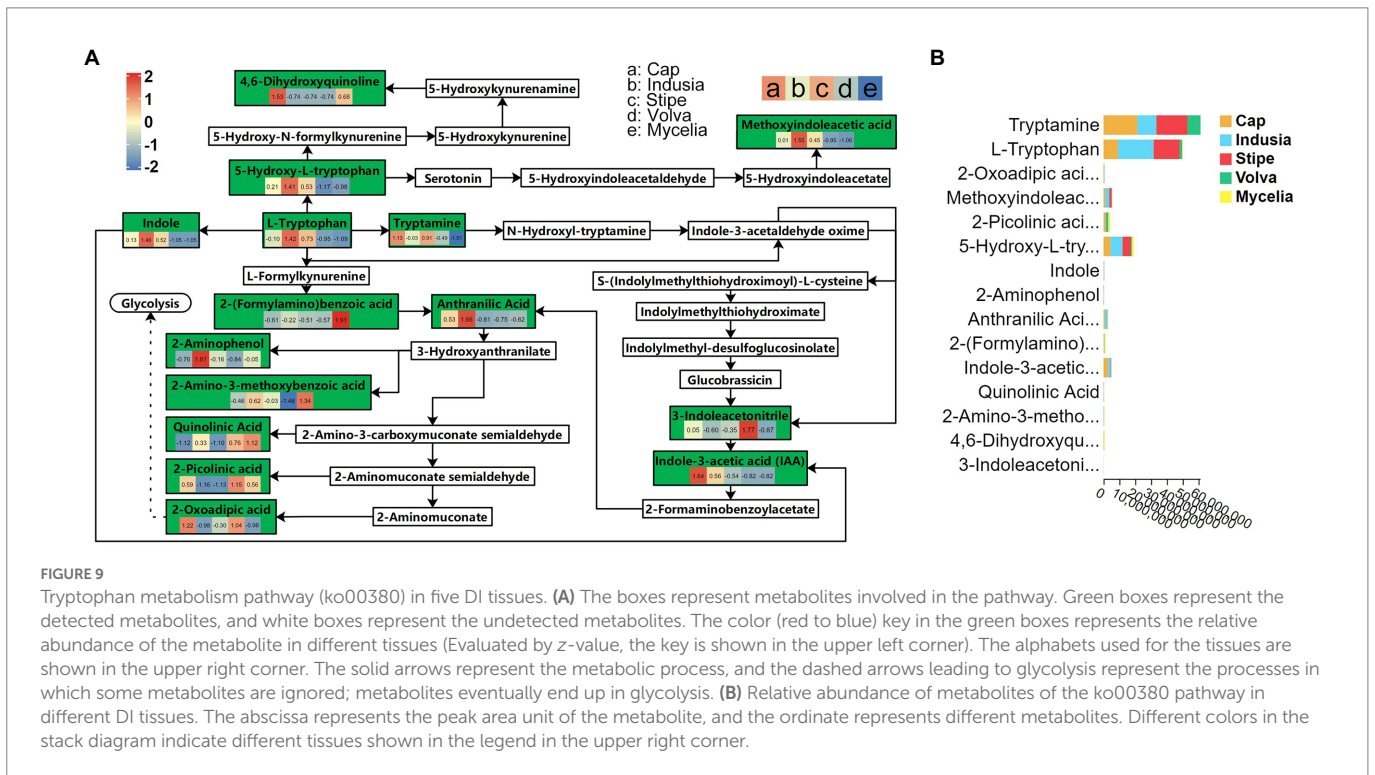 A
2
1
0
-1
-2
4,6-Dihydroxyquinoline
1.53 -0.74 -0.74 -0.74 0.68
5-Hydroxykynurenamine
a: Cap
b: Indusia
c: Stipe
d: Volva
e: Mycelia
a b c d e
5-Hydroxy-N-formylkynurenine
5-Hydroxykynurenine
Methoxyindoleacetic acid
0.01 1.55 0.45 -0.95 -1.06
5-Hydroxy-L-tryptophan
0.21 1.41 0.53 -1.17 -0.98
Serotonin
5-Hydroxyindoleacetaldehyde
5-Hydroxyindoleacetate
Indole
0.13 1.46 0.52 -1.05 -1.05
L-Tryptophan
-0.10 1.42 0.73 -0.95 -1.09
Tryptamine
1.13 -0.03 0.91 -0.49 -1.51
N-Hydroxyl-tryptamine
Indole-3-acetaldehyde oxime
L-Formylkynurenine
S-(Indolylmethylthiohydroximoyl)-L-cysteine
Glycolysis
2-(Formylamino)benzoic acid
-0.61 -0.22 -0.51 -0.57 1.91
Anthranilic Acid
0.53 1.66 -0.81 -0.75 -0.62
Indolylmethylthiohydroximate
2-Aminophenol
-0.76 1.81 -0.16 -0.84 -0.05
3-Hydroxyanthranilate
Indolylmethyl-desulfoglucosinolate
2-Amino-3-methoxybenzoic acid
-0.46 0.62 -0.03 -1.48 1.34
Glucobrassicin
Quinolinic Acid
-1.12 0.33 -1.10 0.76 1.12
2-Amino-3-carboxymuconate semialdehyde
3-Indoleacetonitrile
0.05 -0.60 -0.35 1.77 -0.87
2-Picolinic acid
0.59 -1.16 -1.13 1.15 0.56
2-Aminomuconate semialdehyde
Indole-3-acetic acid (IAA)
1.64 0.56 -0.54 -0.82 -0.82
2-Oxoadipic acid
1.22 -0.98 -0.30 1.04 -0.98
2-Aminomuconate
2-Formaminobenzoylacetate
B
Tryptamine
L-Tryptophan
2-Oxoadipic aci...
Methoxyindoleac...
2-Picolinic aci...
5-Hydroxy-L-try...
Indole
2-Aminophenol
Anthranilic Aci...
2-(Formylamino)...
Indole-3-acetic...
Quinolinic Acid
2-Amino-3-metho...
4,6-Dihydroxyqu...
3-Indoleacetoni...
Cap
Indusia
Stipe
Volva
Mycelia
0
10,000,000
60,000,000
FIGURE 9
Tryptophan metabolism pathway (ko00380) in five DI tissues. (A) The boxes represent metabolites involved in the pathway. Green boxes represent the
detected metabolites, and white boxes represent the undetected metabolites. The color (red to blue) key in the green boxes represents the relative
abundance of the metabolite in different tissues (Evaluated by z-value, the key is shown in the upper left corner). The alphabets used for the tissues are
shown in the upper right corner. The solid arrows represent the metabolic process, and the dashed arrows leading to glycolysis represent the processes in
which some metabolites are ignored; metabolites eventually end up in glycolysis. (B) Relative abundance of metabolites of the ko00380 pathway in
different DI tissues. The abscissa represents the peak area unit of the metabolite, and the ordinate represents different metabolites. Different colors in the
stack diagram indicate different tissues shown in the legend in the upper right corner.